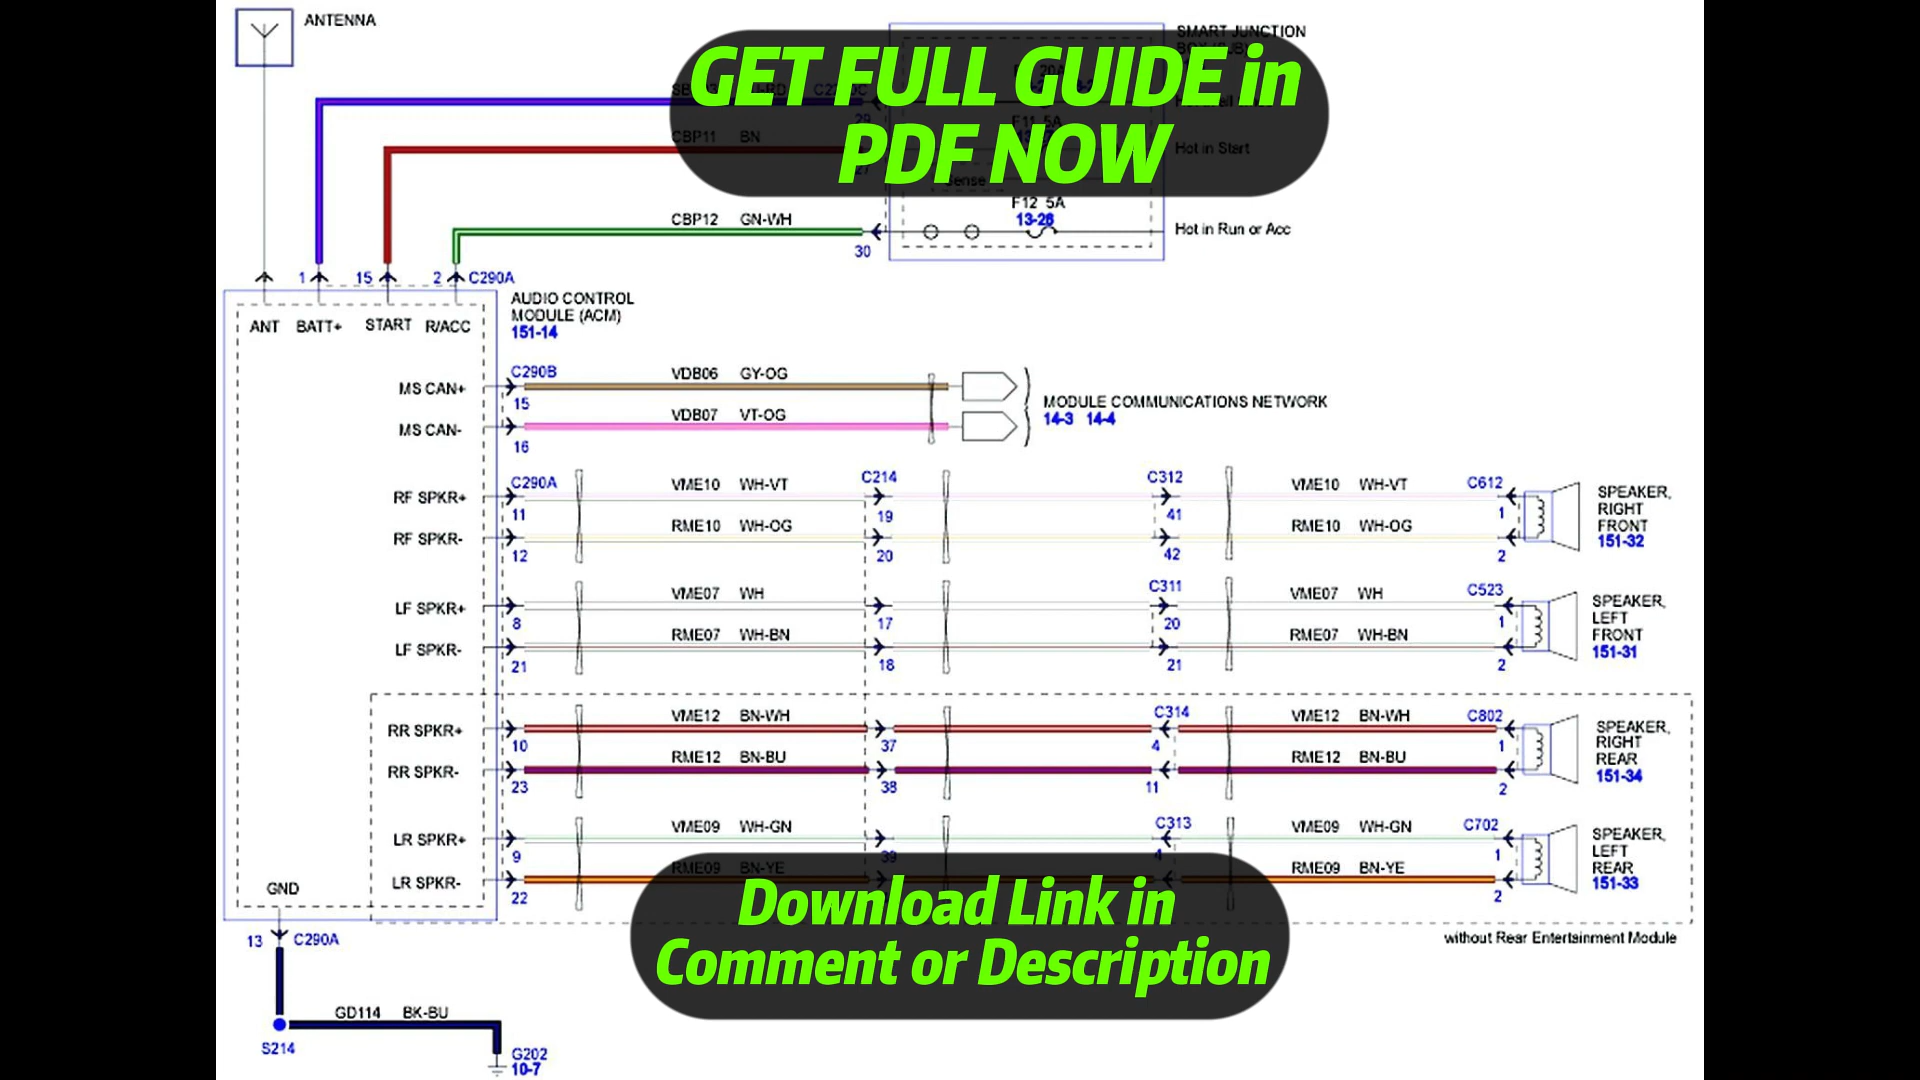 ANTENNA
SMART JUNCTION
GET FULL GUIDE in
PDF NOW
CBP11 BN
F11 5A
Hot in Start
Sense
F12 5A
13-26
CBP12 GN-WH
30
Hot in Run or Acc
1
15
2
C290A
AUDIO CONTROL
MODULE (ACM)
151-14
ANT BATT+ START R/ACC
C290B
MS CAN+
VDB06 GY-OG
15
MODULE COMMUNICATIONS NETWORK
14-3 14-4
MS CAN-
VDB07 VT-OG
16
C290A
VME10 WH-VT
C214
C312
VME10 WH-VT
C612
RF SPKR+
11
19
41
1
SPEAKER,
RIGHT
FRONT
151-32
RF SPKR-
RME10 WH-OG
RME10 WH-OG
12
20
42
2
VME07 WH
C311
VME07 WH
C523
LF SPKR+
8
17
20
1
SPEAKER,
LEFT
FRONT
151-31
LF SPKR-
RME07 WH-BN
RME07 WH-BN
21
18
21
2
VME12 BN-WH
C314
VME12 BN-WH
C802
RR SPKR+
10
37
4
1
SPEAKER,
RIGHT
REAR
151-34
RR SPKR-
RME12 BN-BU
RME12 BN-BU
23
38
11
2
VME09 WH-GN
C313
VME09 WH-GN
C702
LR SPKR+
9
39
4
1
SPEAKER,
LEFT
REAR
151-33
LR SPKR-
RME09 BN-YE
RME09 BN-YE
22
2
GND
Download Link in
Comment or Description
without Rear Entertainment Module
13
C290A
GD114 BK-BU
S214
G202
10-7